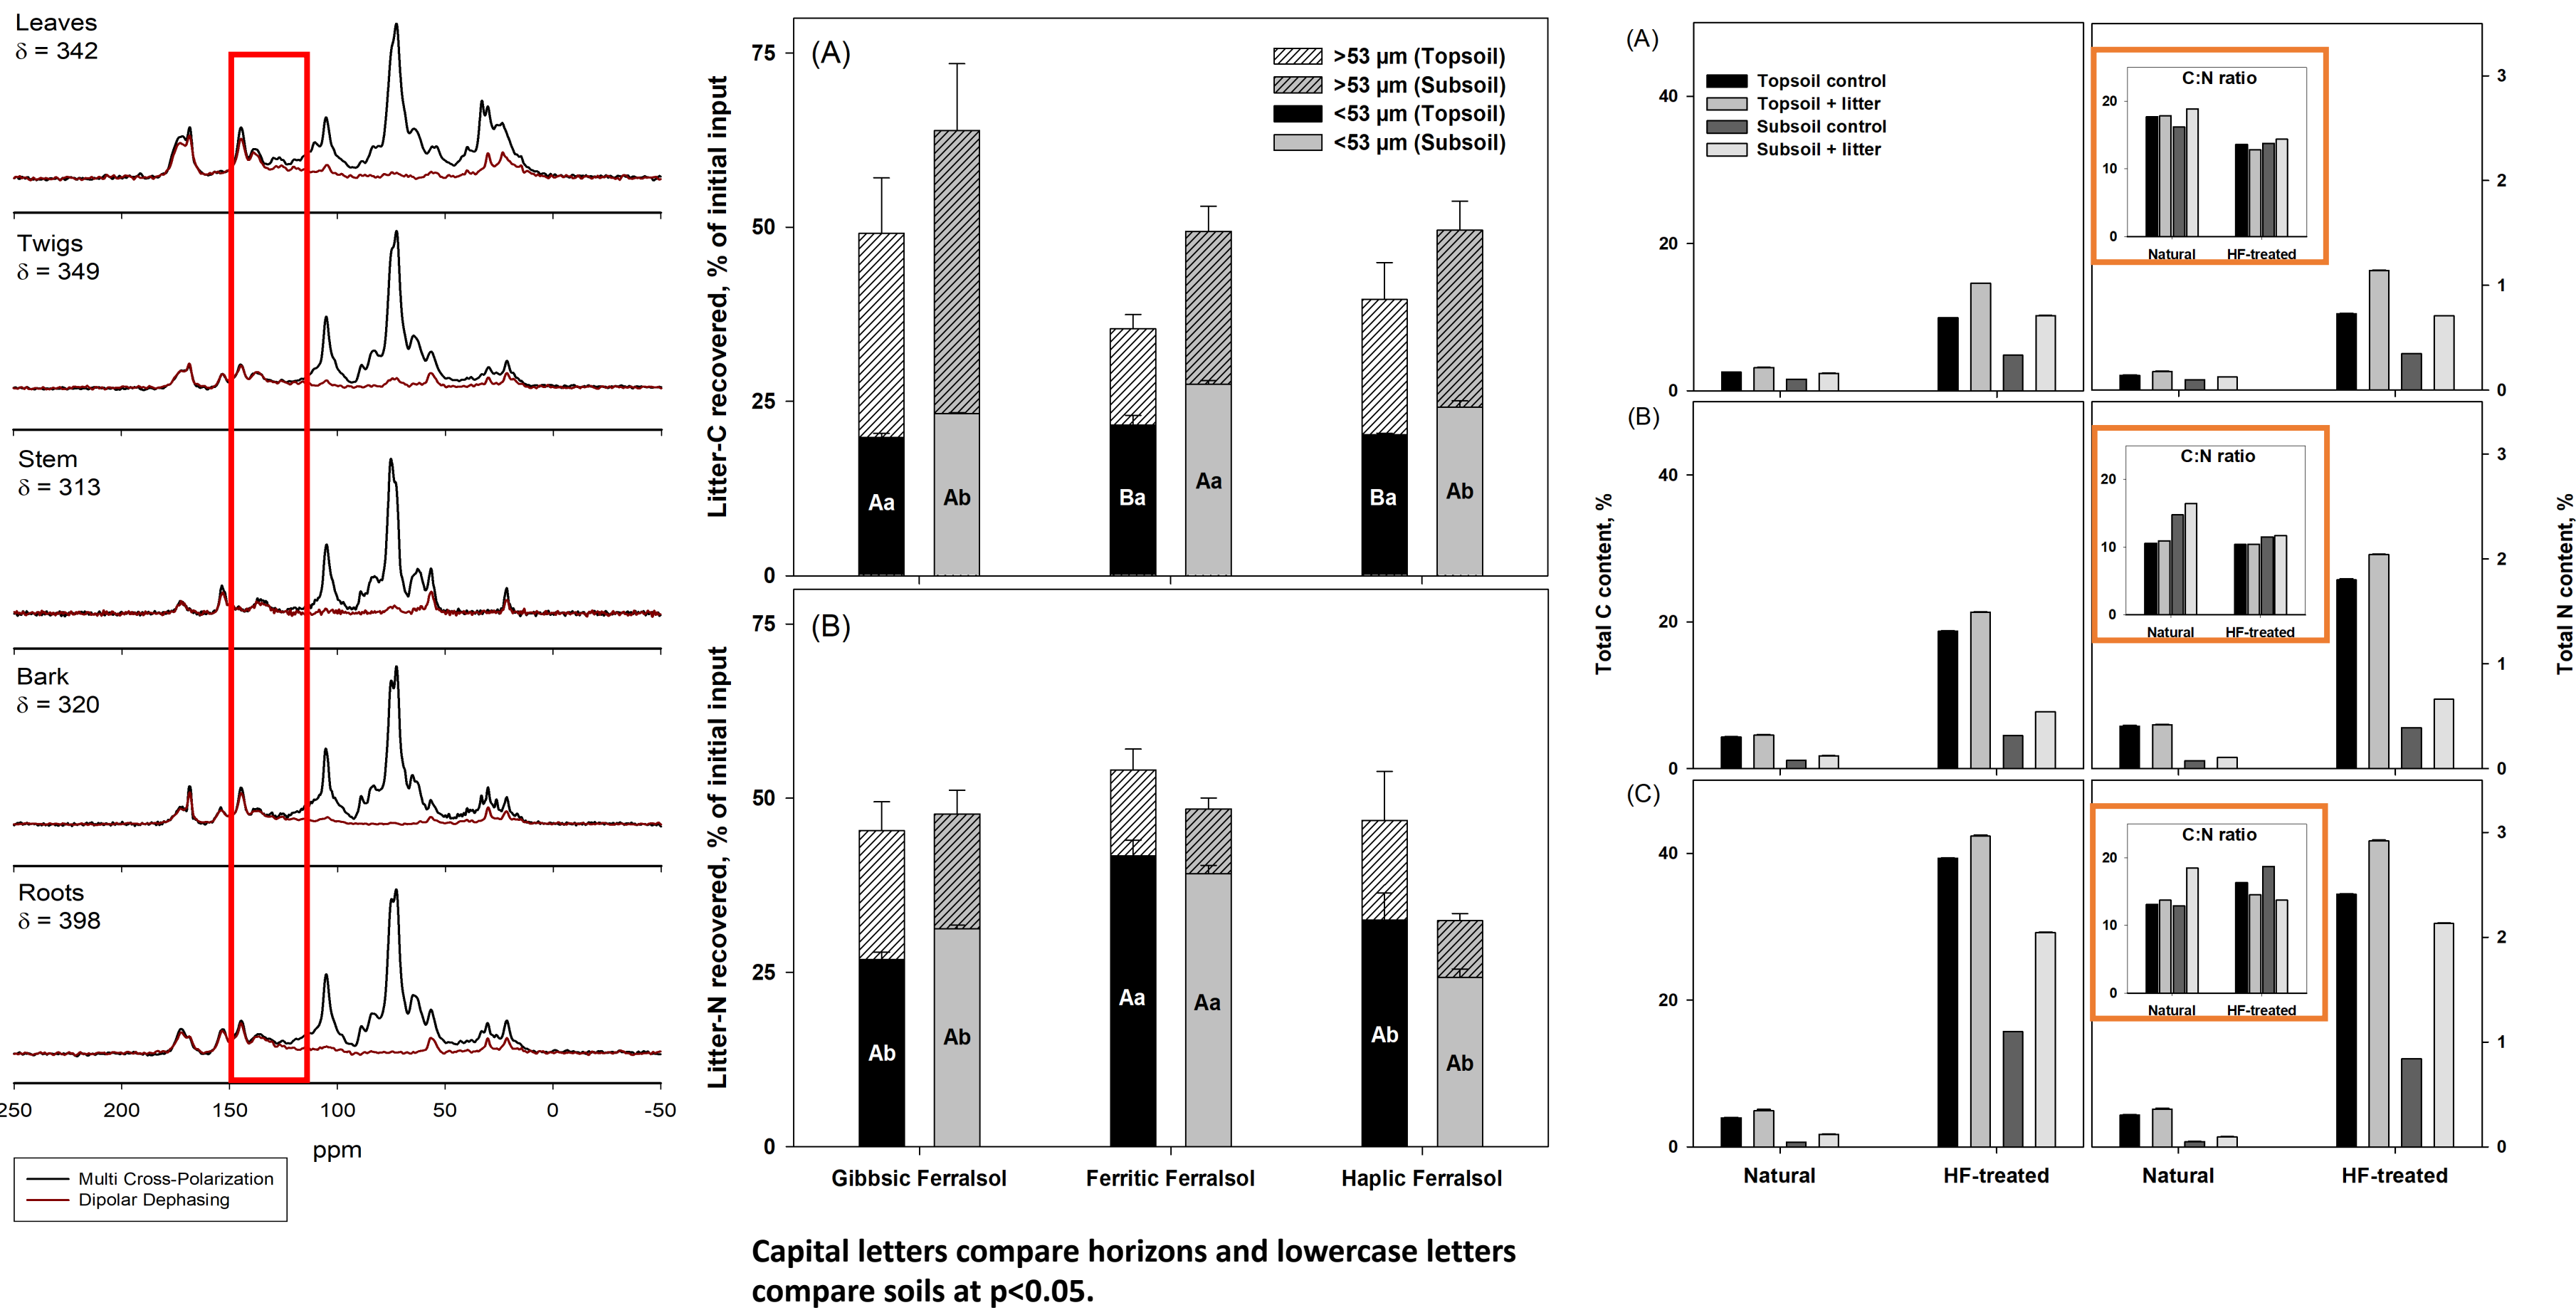 Leaves
δ = 342
Twigs
δ = 349
Stem
δ = 313
Bark
δ = 320
Roots
δ = 398
250 200 150 100 50 0 -50
ppm
Multi Cross-Polarization
Dipolar Dephasing
(A)
>53 µm (Topsoil)
>53 µm (Subsoil)
<53 µm (Topsoil)
<53 µm (Subsoil)
Litter-C recovered, % of initial input
75
50
25
0
Aa Ab Ba Aa Ba Ab
(B)
Litter-N recovered, % of initial input
75
50
25
0
Ab Ab Aa Aa Ab Ab
Gibbsic Ferralsol Ferritic Ferralsol Haplic Ferralsol
Capital letters compare horizons and lowercase letters
compare soils at p<0.05.
Total C content, %
Total N content, %
(A)
Topsoil control
Topsoil + litter
Subsoil control
Subsoil + litter
40
20
0
C:N ratio
20
10
0
Natural HF-treated
3
2
1
0
(B)
40
20
0
C:N ratio
20
10
0
Natural HF-treated
3
2
1
0
(C)
40
20
0
C:N ratio
20
10
0
Natural HF-treated
3
2
1
0
Natural HF-treated Natural HF-treated